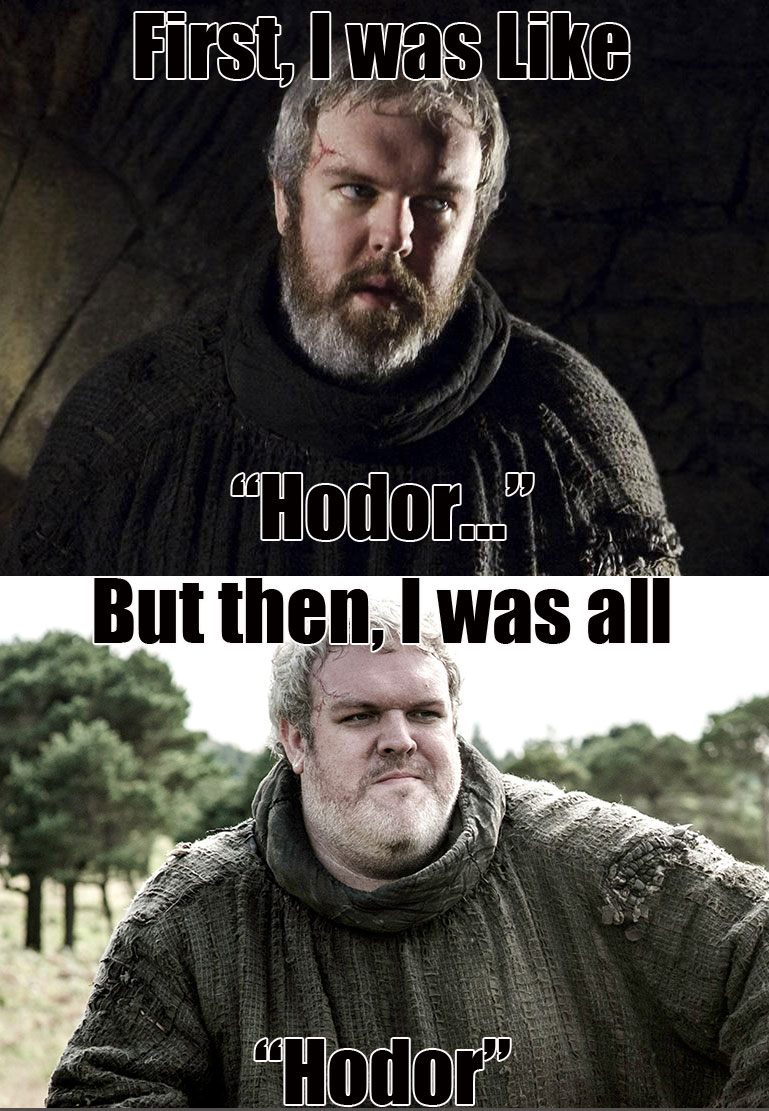 First, I was Like
“Hodor...”
But then, I was all
“Hodor”